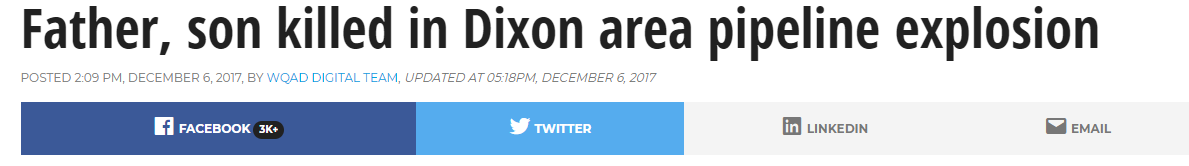 Father, son killed in Dixon area pipeline explosion
POSTED 2:09 PM, DECEMBER 6, 2017, BY WQAD DIGITAL TEAM, UPDATED AT 05:18PM, DECEMBER 6, 2017
FACEBOOK 3K+ TWITTER LINKEDIN EMAIL